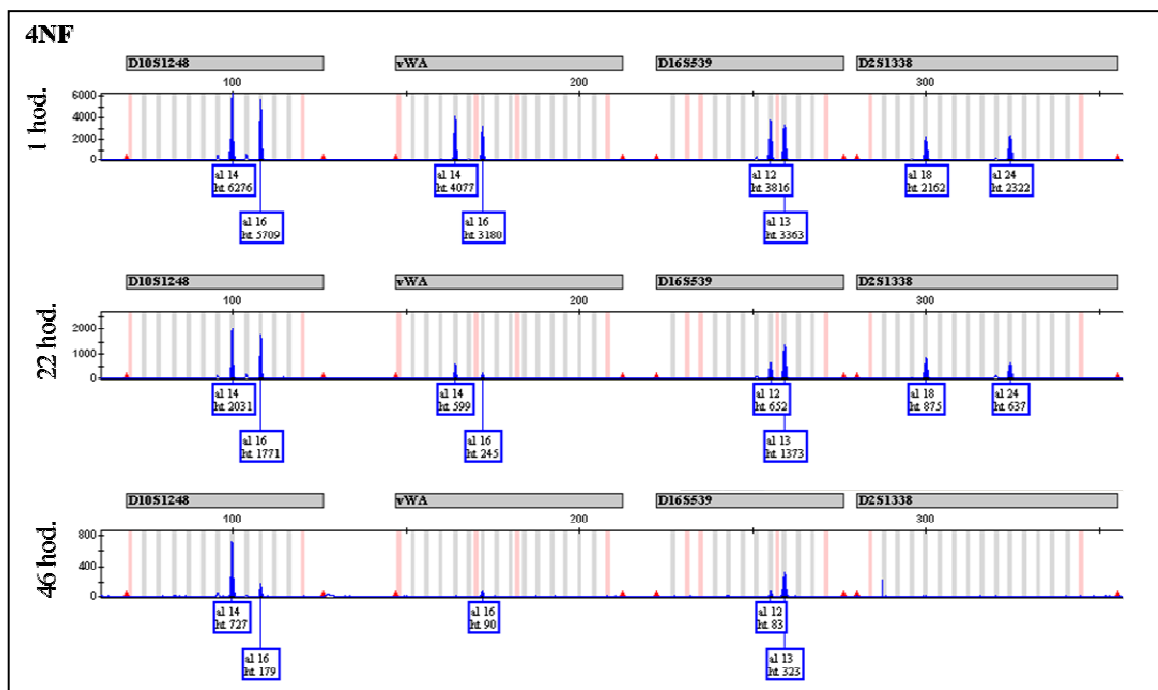 4NF
D10S1248 vWA D16S539 D2S1338
100 200 300
1 hod.
6000
4000
2000
0
al 14 al 14 al 12 al 18 al 24
ht 6276 ht 4077 ht 3816 ht 2162 ht 2322
al 16 al 16 al 13
ht 5709 ht 3180 ht 3363
D10S1248 vWA D16S539 D2S1338
100 200 300
22 hod.
2000
1000
0
al 14 al 14 al 12 al 18 al 24
ht 2031 ht 599 ht 652 ht 875 ht 637
al 16 al 16 al 13
ht 1771 ht 245 ht 1373
D10S1248 vWA D16S539 D2S1338
100 200 300
46 hod.
800
400
0
al 14 al 16 al 12
ht 727 ht 90 ht 83
al 16 al 13
ht 179 ht 323